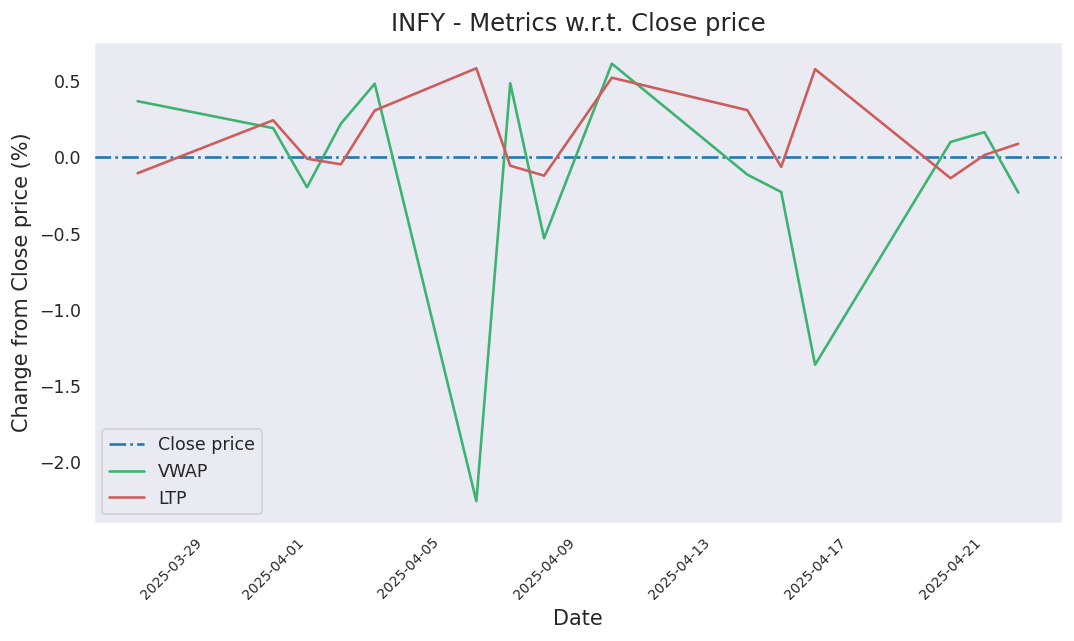 INFY - Metrics w.r.t. Close price
Change from Close price (%)
0.5
0.0
−0.5
−1.0
−1.5
−2.0
Close price
VWAP
LTP
2025-03-29
2025-04-01
2025-04-05
2025-04-09
2025-04-13
2025-04-17
2025-04-21
Date